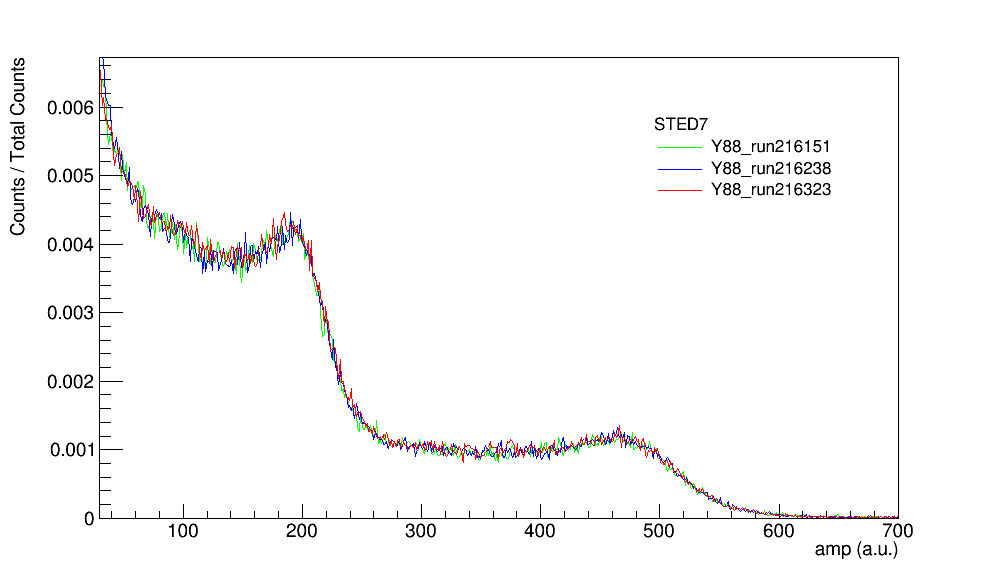 Counts / Total Counts
0.006
0.005
0.004
0.003
0.002
0.001
0
STED7
Y88_run216151
Y88_run216238
Y88_run216323
100 200 300 400 500 600 700
amp (a.u.)